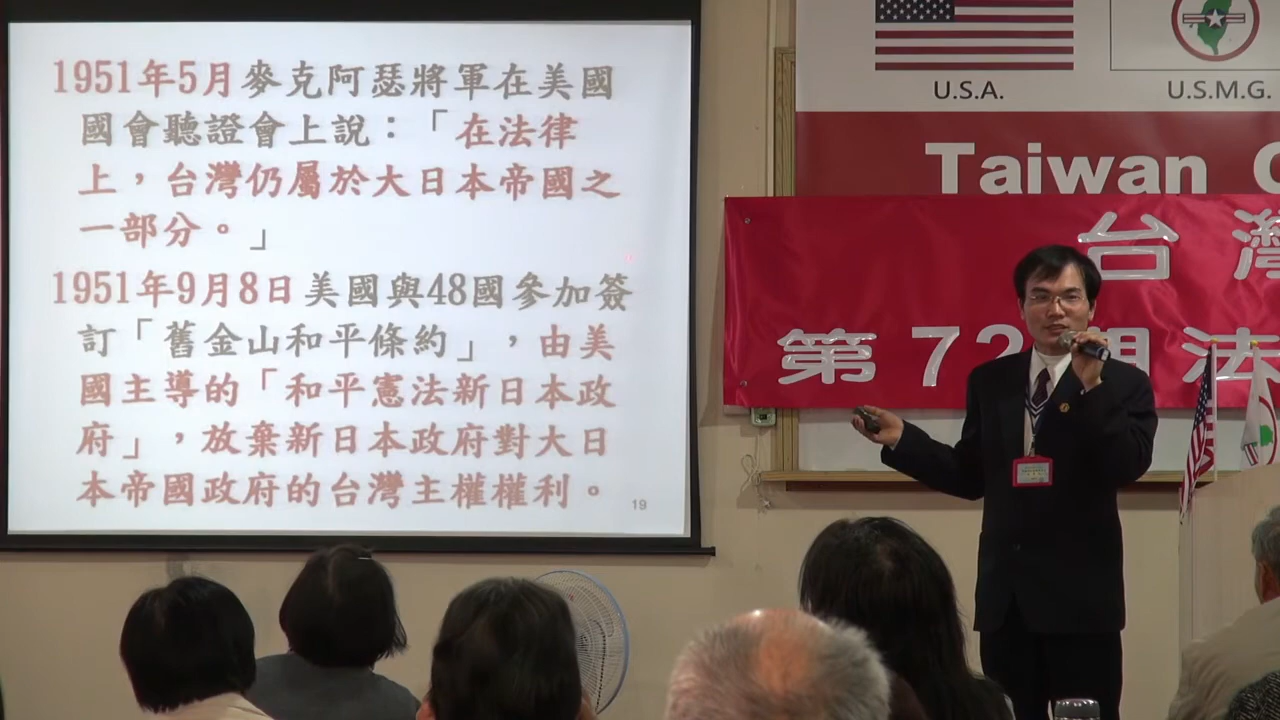 1951年5月麥克阿瑟將軍在美國
國會聽證會上說：「在法律
上，台灣仍屬於大日本帝國之
一部分。」
1951年9月8日美國與48國參加簽
訂「舊金山和平條約」，由美
國主導的「和平憲法新日本政
府」，放棄新日本政府對大日
本帝國政府的台灣主權權利。
19
U.S.A.
U.S.M.G.
Taiwan C
台灣
第72期法